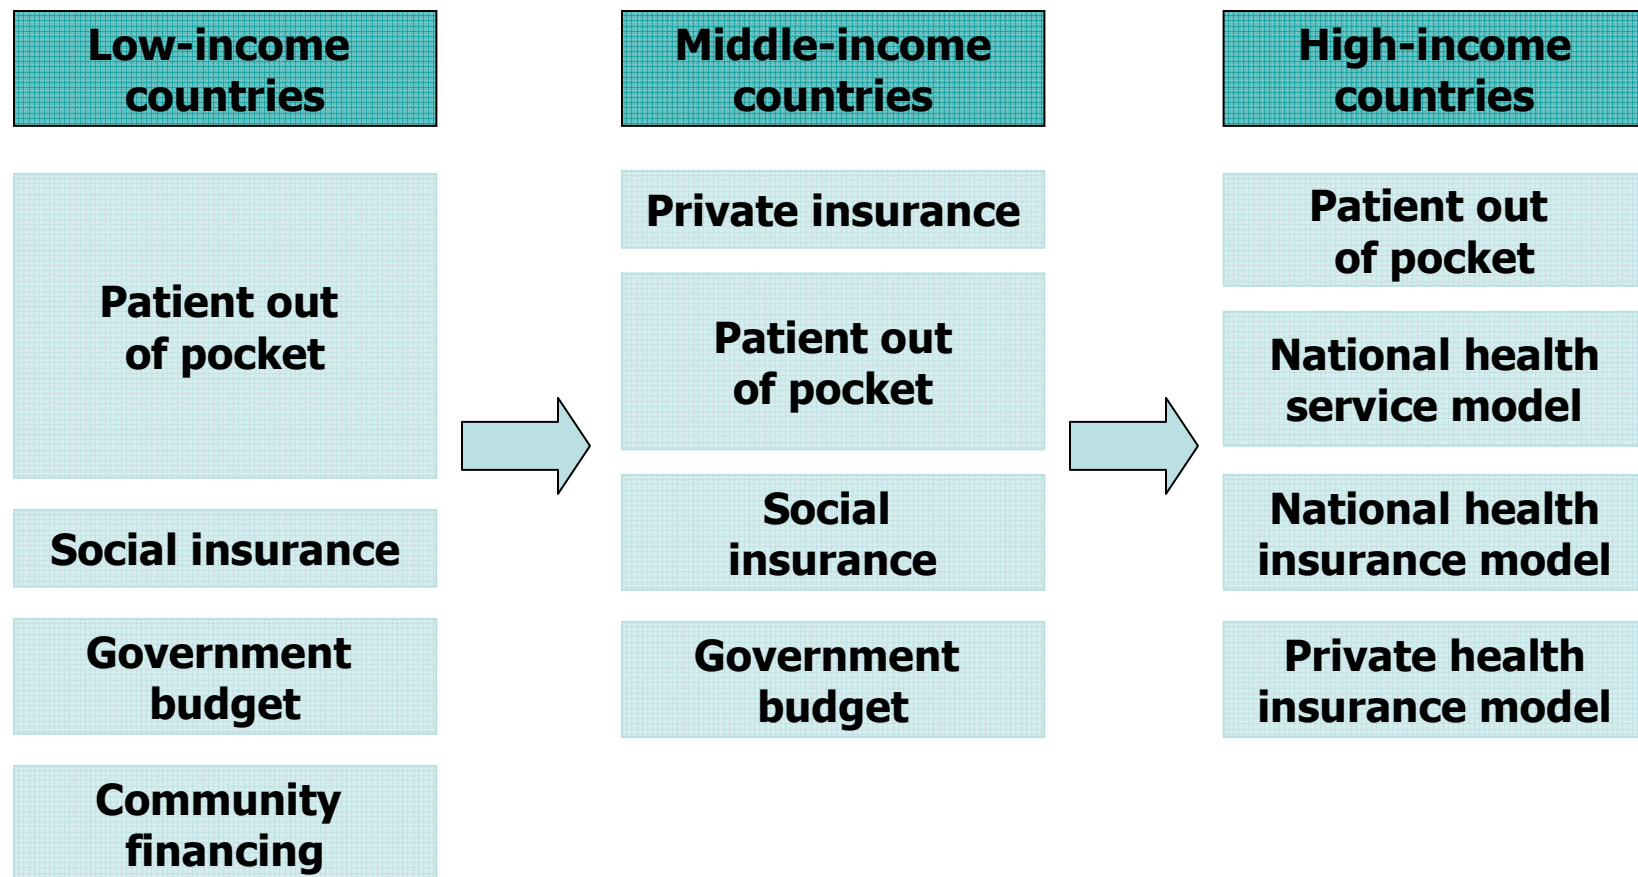 Low-income
countries
Patient out
of pocket
Social insurance
Government
budget
Community
financing
Middle-income
countries
Private insurance
Patient out
of pocket
Social
insurance
Government
budget
High-income
countries
Patient out
of pocket
National health
service model
National health
insurance model
Private health
insurance model